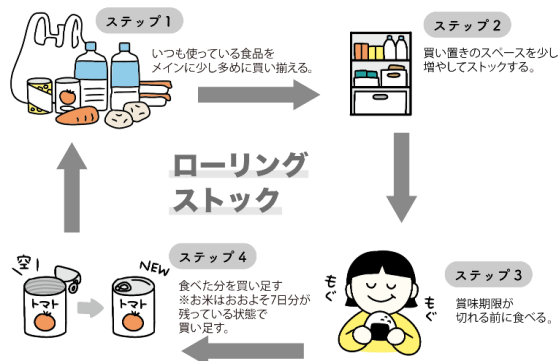 ステップ1
いつも使っている食品を
メインに少し多めに買い揃える。
ステップ2
買い置きのスペースを少し
増やしてストックする。
ローリング
ストック
ステップ3
賞味期限が
切れる前に食べる。
もぐ
もぐ
ステップ4
食べた分を買い足す
※お米はおおよそ7日分が
残っている状態で
買い足す。
空!
NEW
トマト
トマト